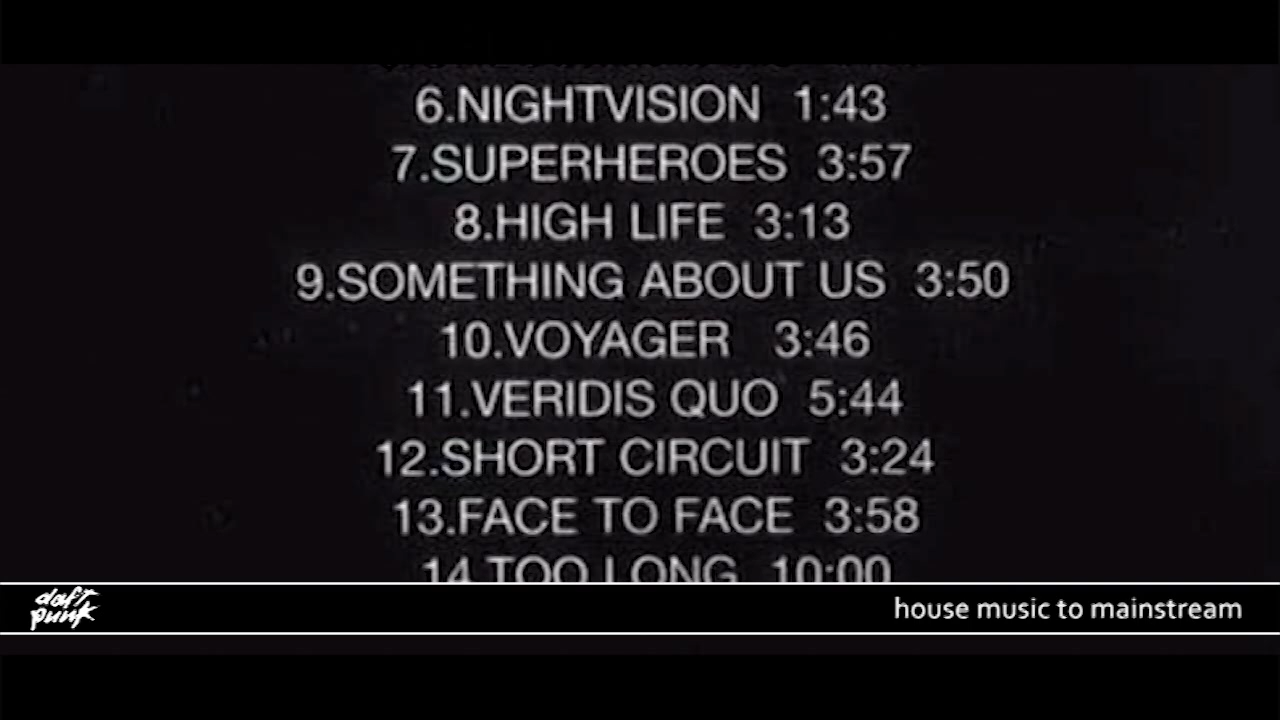 6.NIGHTVISION 1:43
7.SUPERHEROES 3:57
8.HIGH LIFE 3:13
9.SOMETHING ABOUT US 3:50
10.VOYAGER 3:46
11.VERIDIS QUO 5:44
12.SHORT CIRCUIT 3:24
13.FACE TO FACE 3:58
14.TOO LONG 10:00
daft
punk
house music to mainstream